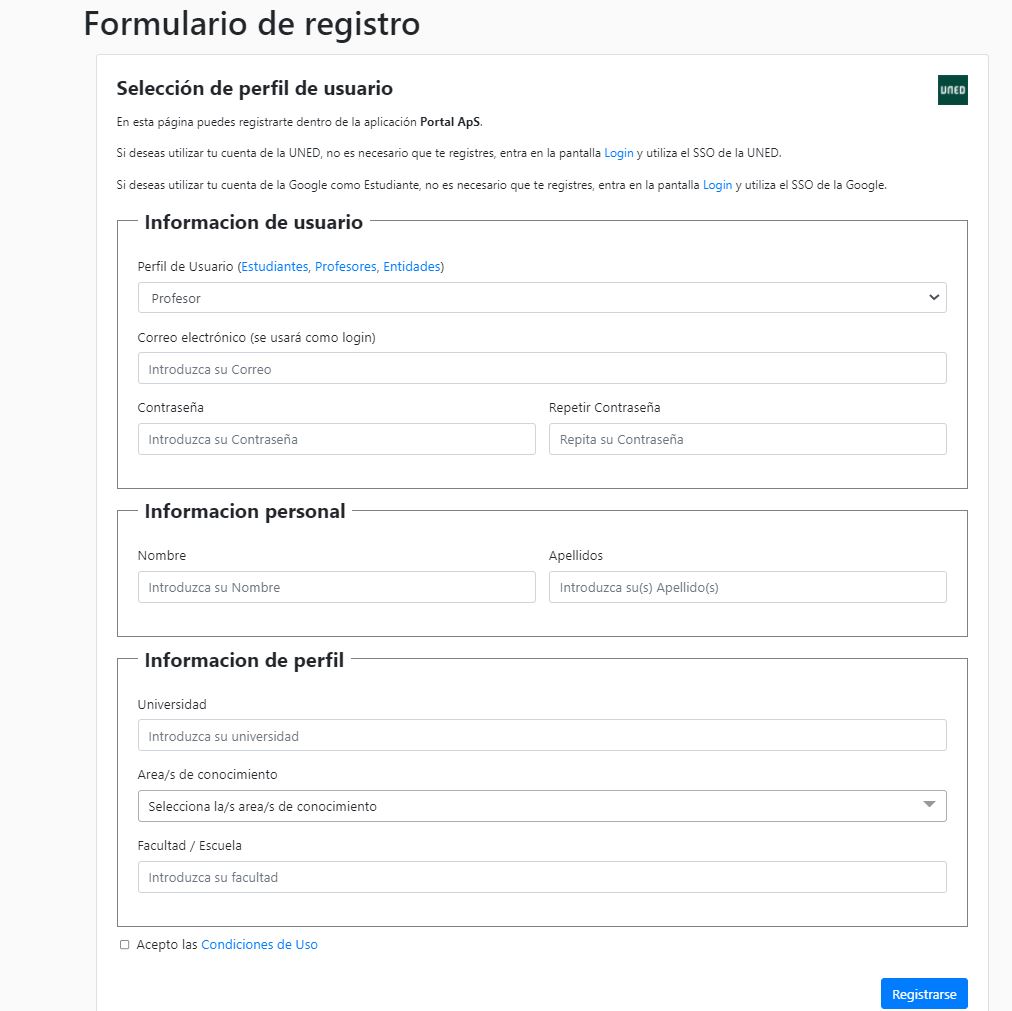 Formulario de registro
Selección de perfil de usuario
UNED
En esta página puedes registrarte dentro de la aplicación Portal ApS.
Si deseas utilizar tu cuenta de la UNED, no es necesario que te registres, entra en la pantalla Login y utiliza el SSO de la UNED.
Si deseas utilizar tu cuenta de la Google como Estudiante, no es necesario que te registres, entra en la pantalla Login y utiliza el SSO de la Google.
Informacion de usuario
Perfil de Usuario (Estudiantes, Profesores, Entidades)
Profesor
Correo electrónico (se usará como login)
Introduzca su Correo
Contraseña Repetir Contraseña
Introduzca su Contraseña Repita su Contraseña
Informacion personal
Nombre Apellidos
Introduzca su Nombre Introduzca su(s) Apellido(s)
Informacion de perfil
Universidad
Introduzca su universidad
Area/s de conocimiento
Selecciona la/s area/s de conocimiento
Facultad / Escuela
Introduzca su facultad
Acepto las Condiciones de Uso
Registrarse